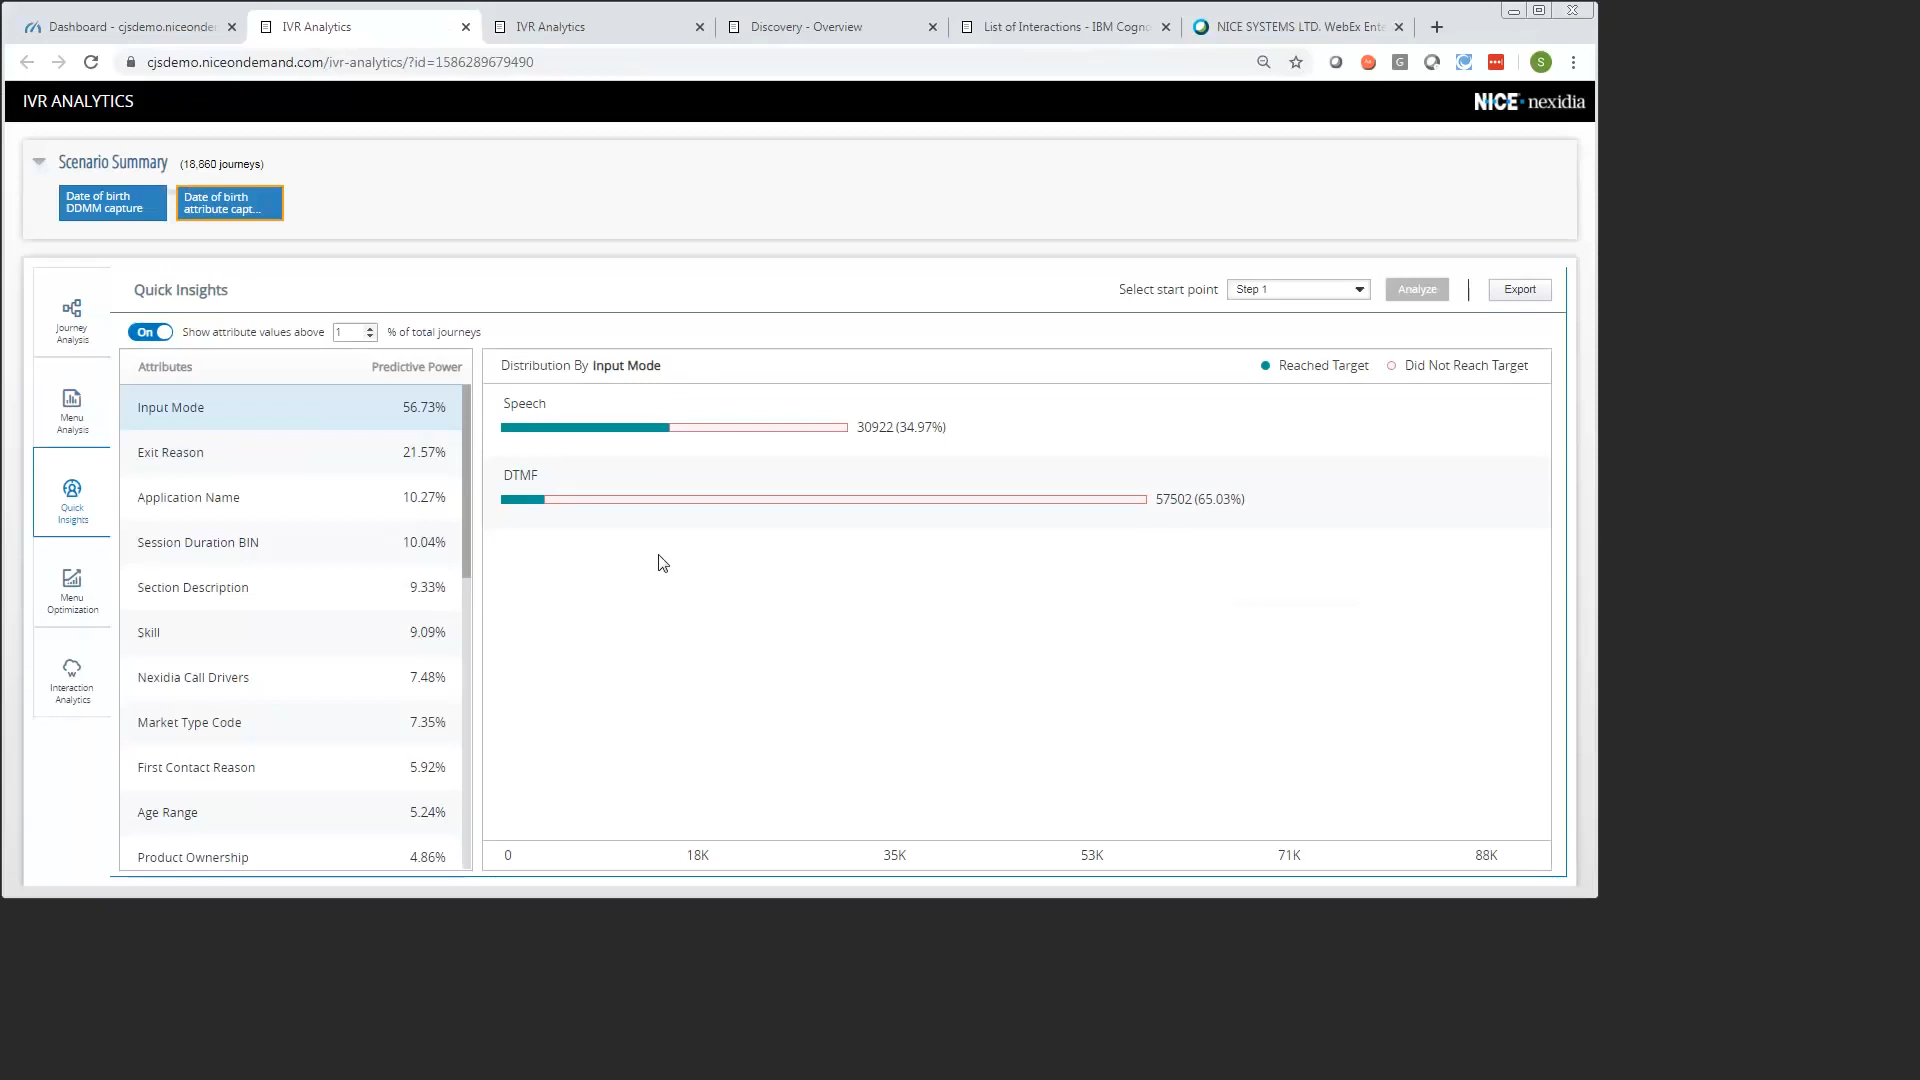 Dashboard - cjsdemo.niceonde
IVR Analytics
IVR Analytics
Discovery - Overview
List of Interactions - IBM Cogno
NICE SYSTEMS LTD. WebEx Ente
cjsdemo.niceondemand.com/ivr-analytics/?id=1586289679490
G
S
IVR ANALYTICS
NICE nexidia
Scenario Summary (18,860 journeys)
Date of birth
DDMM capture
Date of birth
attribute capt...
Journey
Analysis
Menu
Analysis
Quick
Insights
Menu
Optimization
Interaction
Analytics
Quick Insights
Select start point
Step 1
Analyze
Export
On
Show attribute values above 1 % of total journeys
Attributes Predictive Power
Input Mode 56.73%
Exit Reason 21.57%
Application Name 10.27%
Session Duration BIN 10.04%
Section Description 9.33%
Skill 9.09%
Nexidia Call Drivers 7.48%
Market Type Code 7.35%
First Contact Reason 5.92%
Age Range 5.24%
Product Ownership 4.86%
Distribution By Input Mode
Reached Target
Did Not Reach Target
Speech
30922 (34.97%)
DTMF
57502 (65.03%)
0 18K 35K 53K 71K 88K